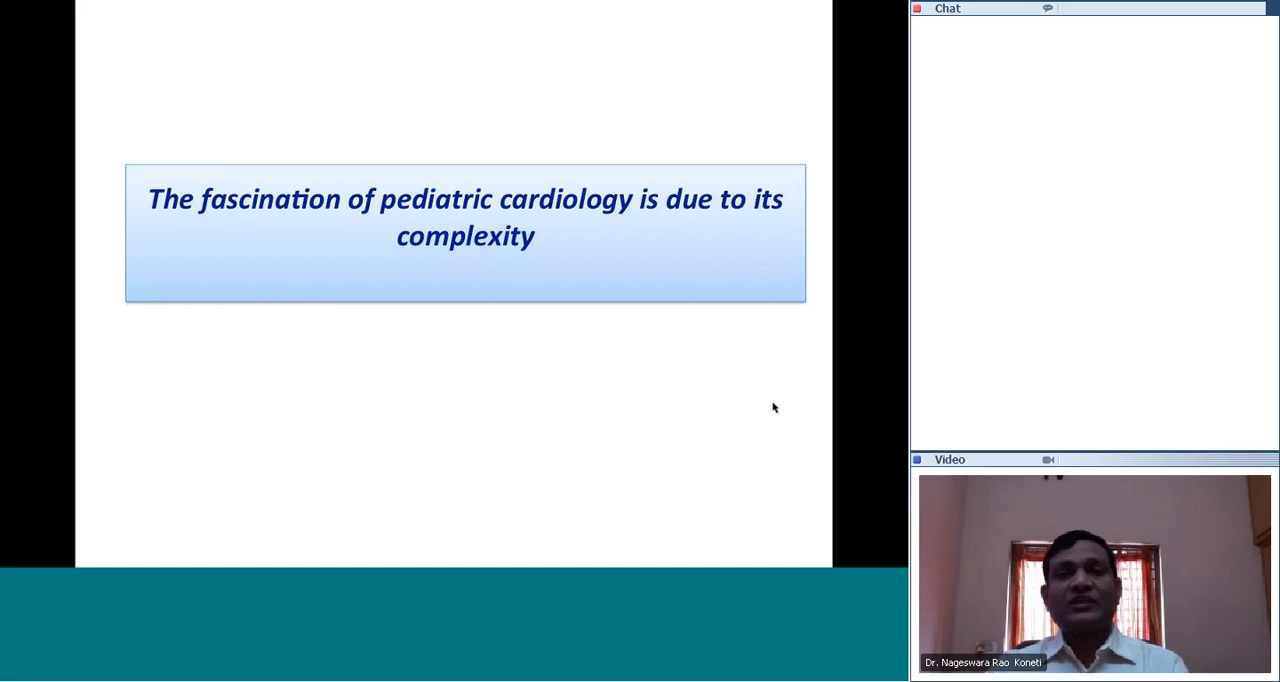 The fascination of pediatric cardiology is due to its
complexity
Chat
Video
Dr. Nageswara Rao Koneti